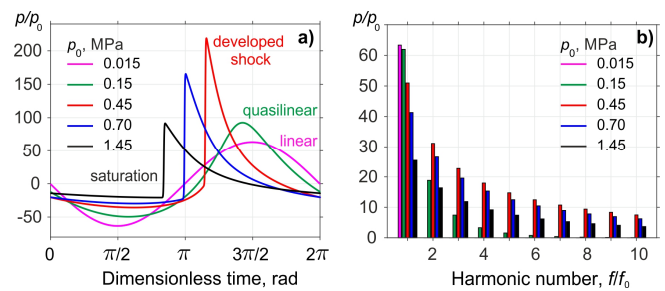 p/p₀
a)
p₀, MPa
0.015
0.15
0.45
0.70
1.45
developed
shock
quasilinear
linear
saturation
200
150
100
50
0
-50
0
π/2
π
3π/2
2π
Dimensionless time, rad
p/p₀
b)
p₀, MPa
0.015
0.15
0.45
0.70
1.45
60
50
40
30
20
10
0
2
4
6
8
10
Harmonic number, f/f₀